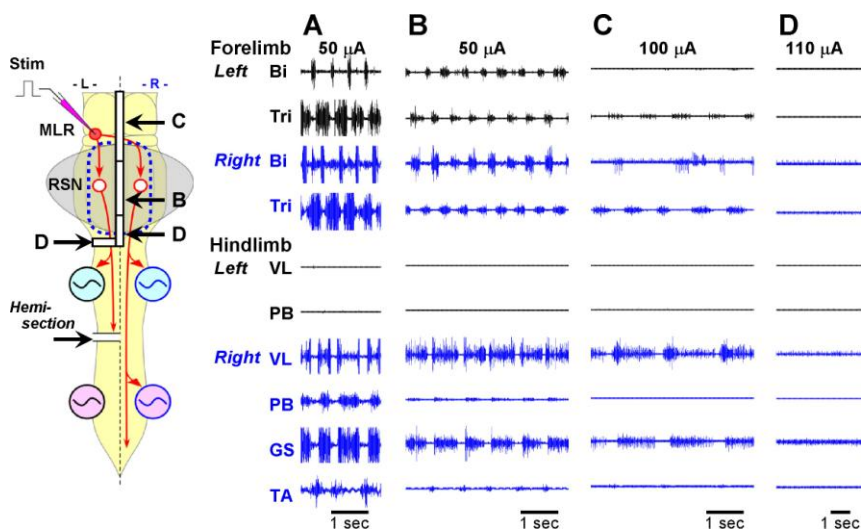 A B C D
Forelimb 50 μA 50 μA 100 μA 110 μA
Stim - L - - R - Left Bi
MLR C Tri
Right Bi
RSN B Tri
D D
Hindlimb
Left VL
Hemi-
section PB
Right VL
PB
GS
TA
1 sec 1 sec 1 sec 1 sec